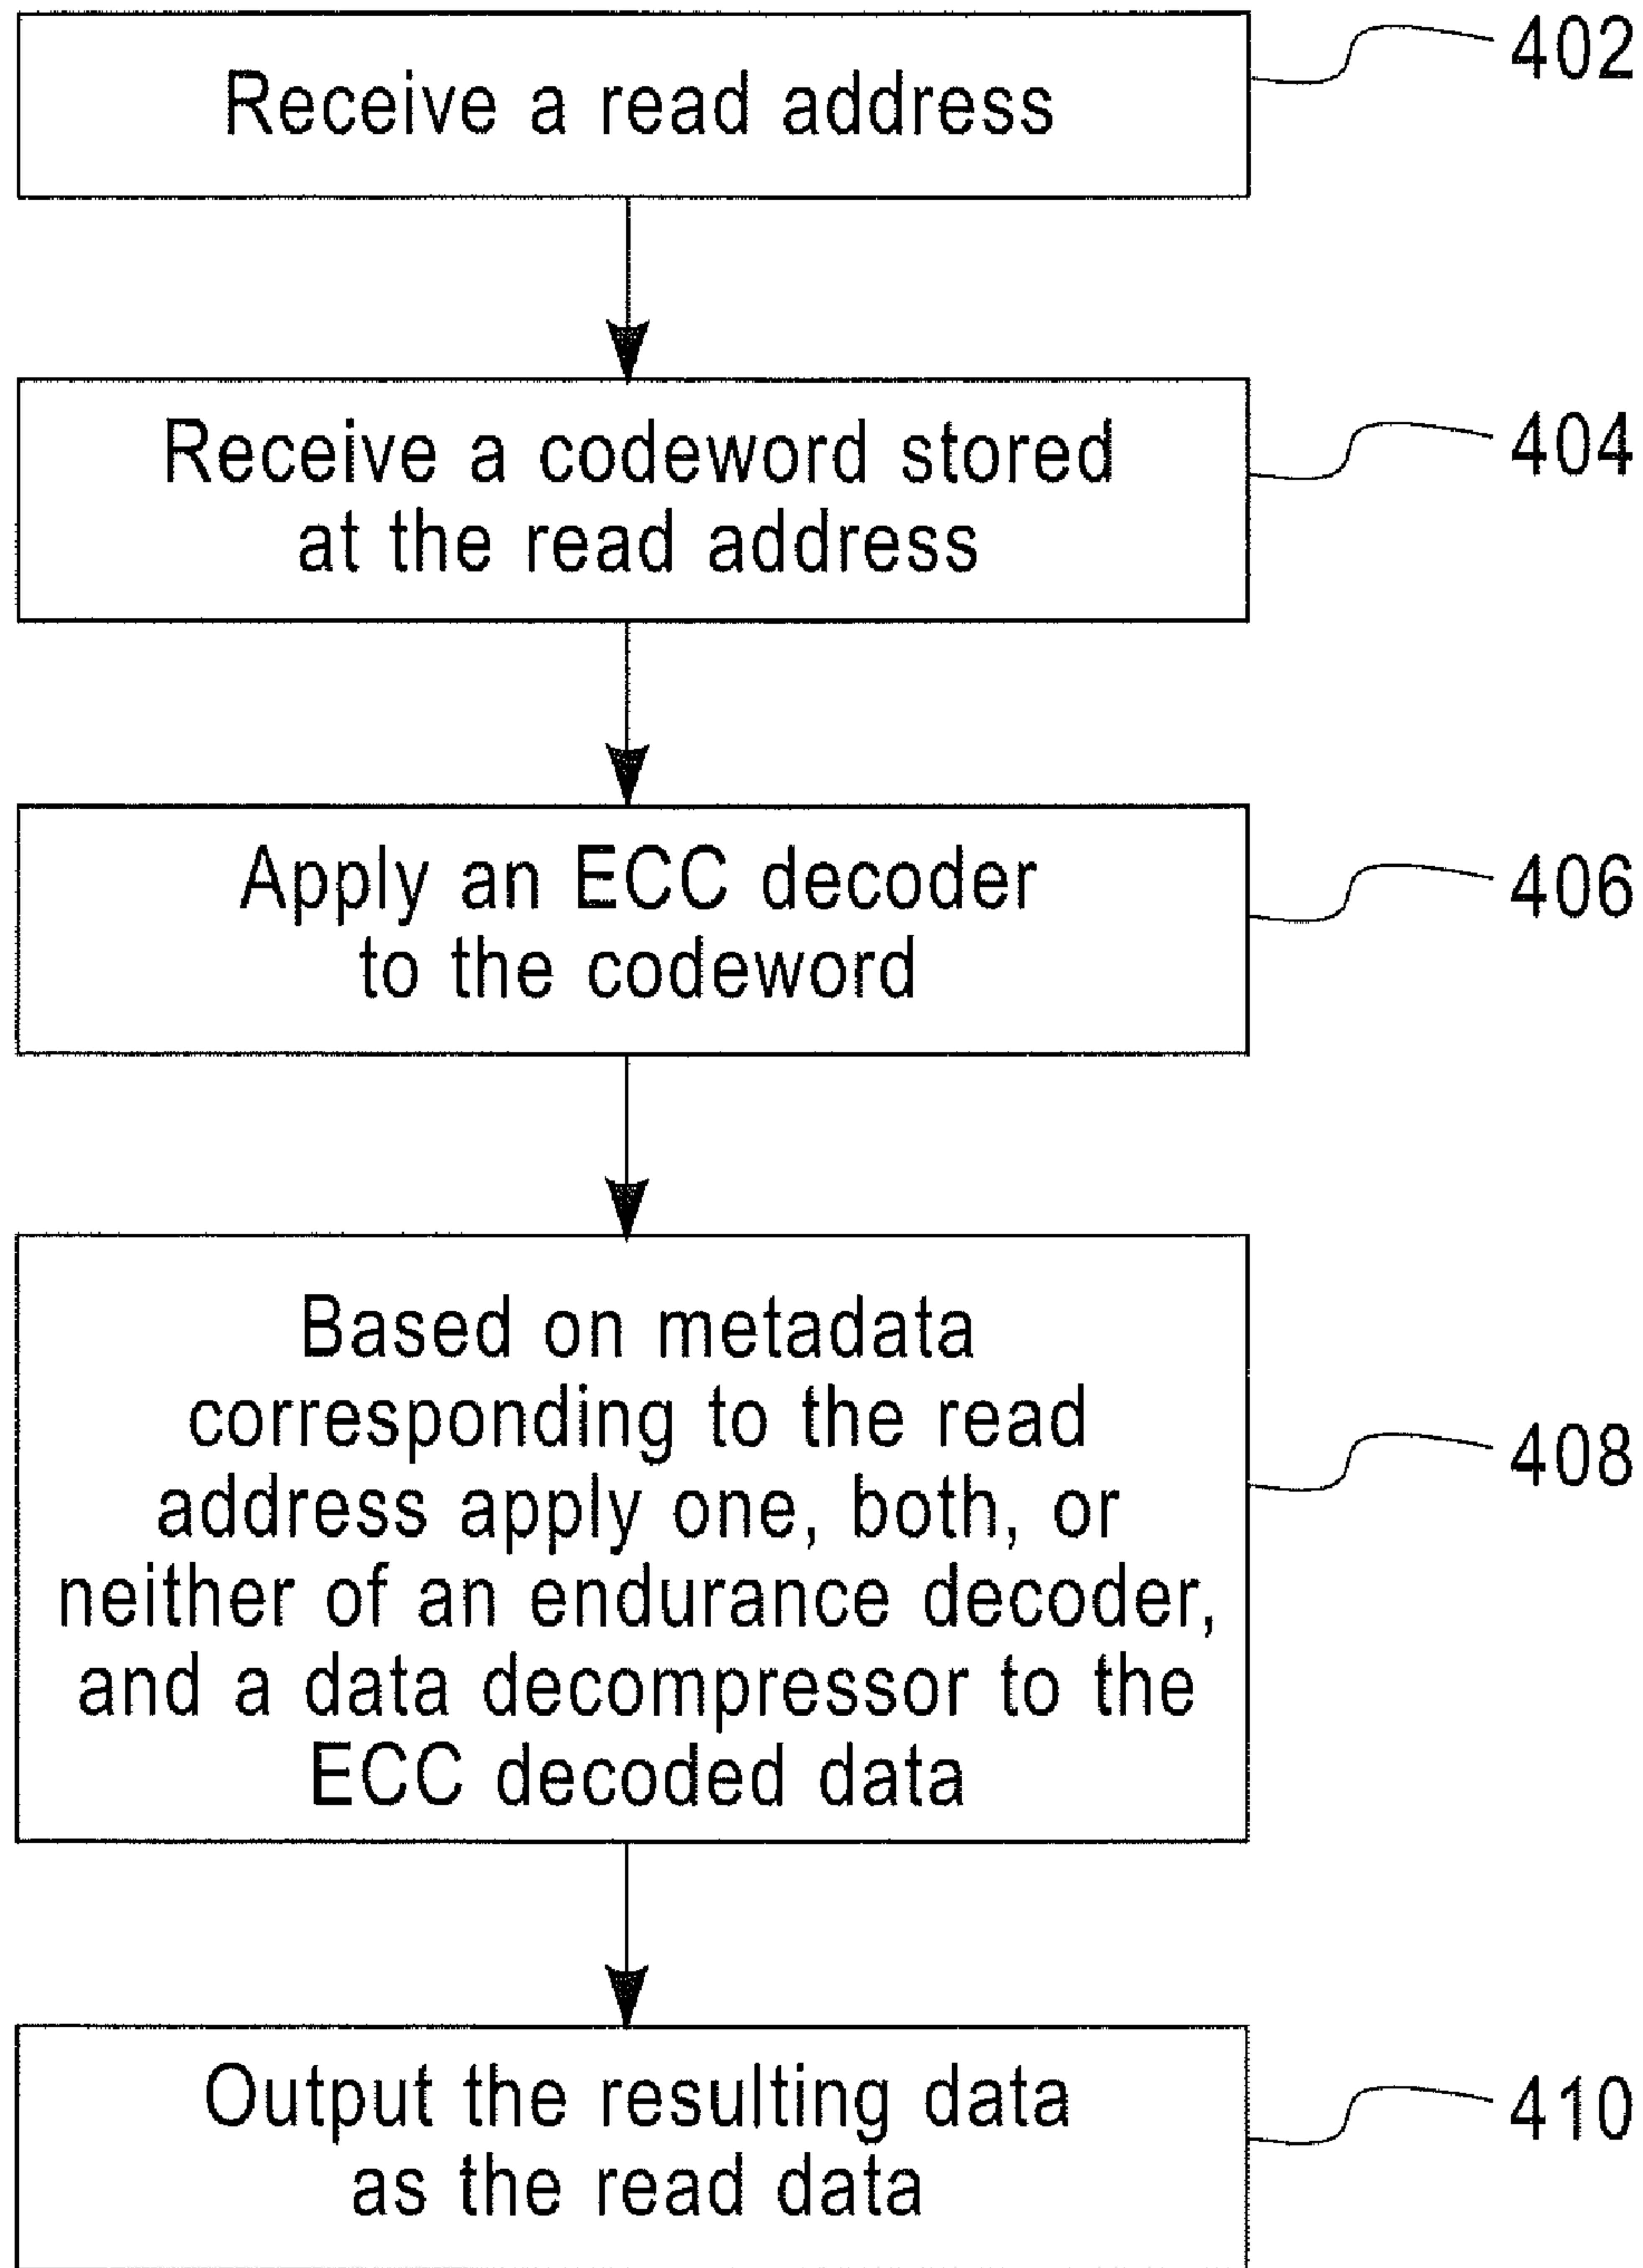 Receive a read address
402
Receive a codeword stored
at the read address
404
Apply an ECC decoder
to the codeword
406
Based on metadata
corresponding to the read
address apply one, both, or
neither of an endurance decoder,
and a data decompressor to the
ECC decoded data
408
Output the resulting data
as the read data
410